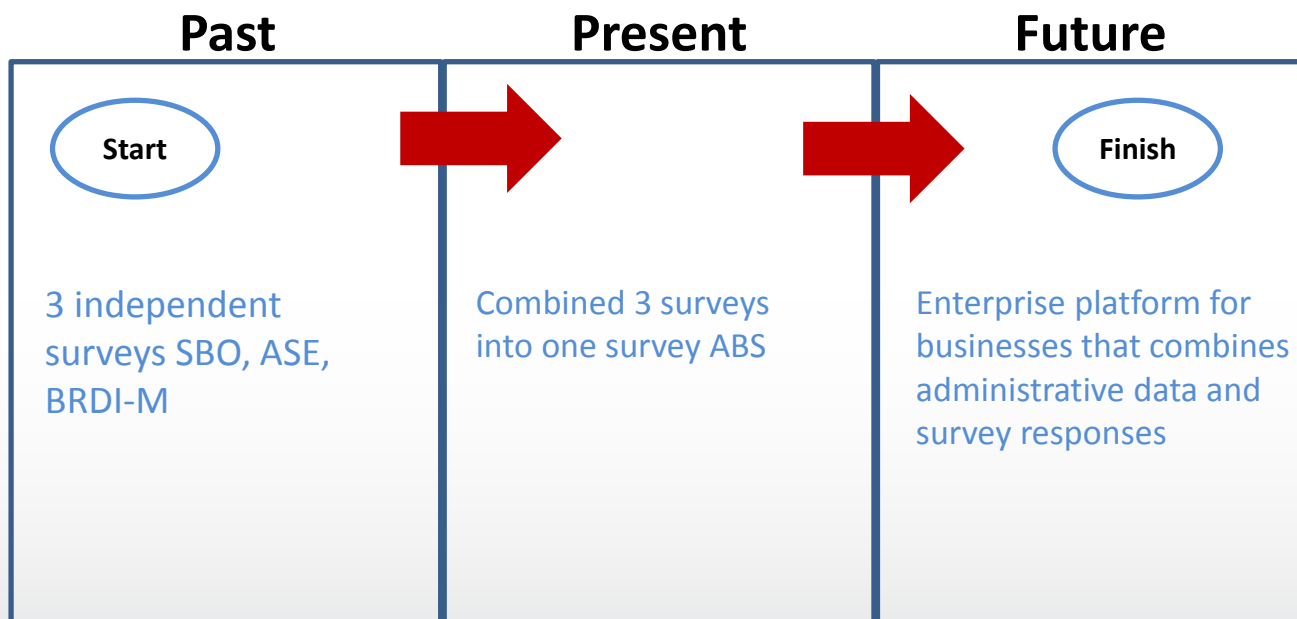 Past
Present
Future
Start
Finish
3 independent
surveys SBO, ASE,
BRDI-M
Combined 3 surveys
into one survey ABS
Enterprise platform for
businesses that combines
administrative data and
survey responses